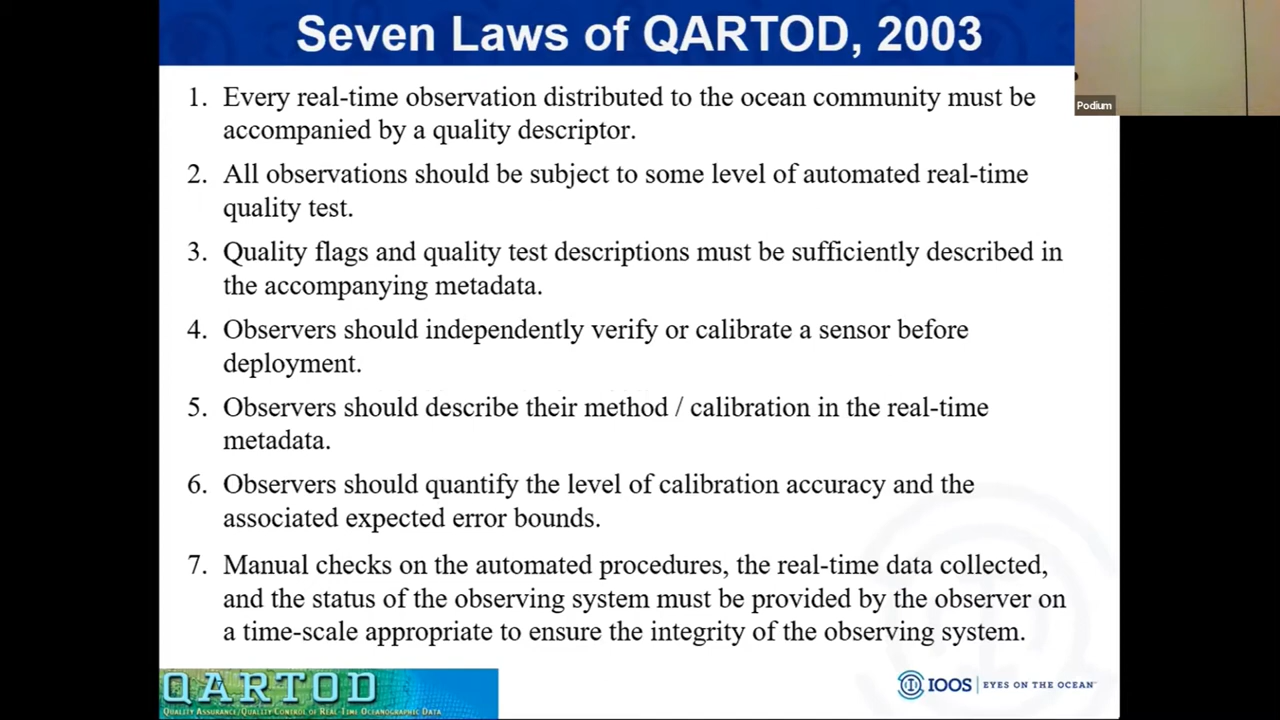 Seven Laws of QARTOD, 2003
Podium
1. Every real-time observation distributed to the ocean community must be
accompanied by a quality descriptor.
2. All observations should be subject to some level of automated real-time
quality test.
3. Quality flags and quality test descriptions must be sufficiently described in
the accompanying metadata.
4. Observers should independently verify or calibrate a sensor before
deployment.
5. Observers should describe their method / calibration in the real-time
metadata.
6. Observers should quantify the level of calibration accuracy and the
associated expected error bounds.
7. Manual checks on the automated procedures, the real-time data collected,
and the status of the observing system must be provided by the observer on
a time-scale appropriate to ensure the integrity of the observing system.
QARTOD
Quality Assurance/Quality Control of Real-Time Oceanographic Data
IOOS EYES ON THE OCEAN™